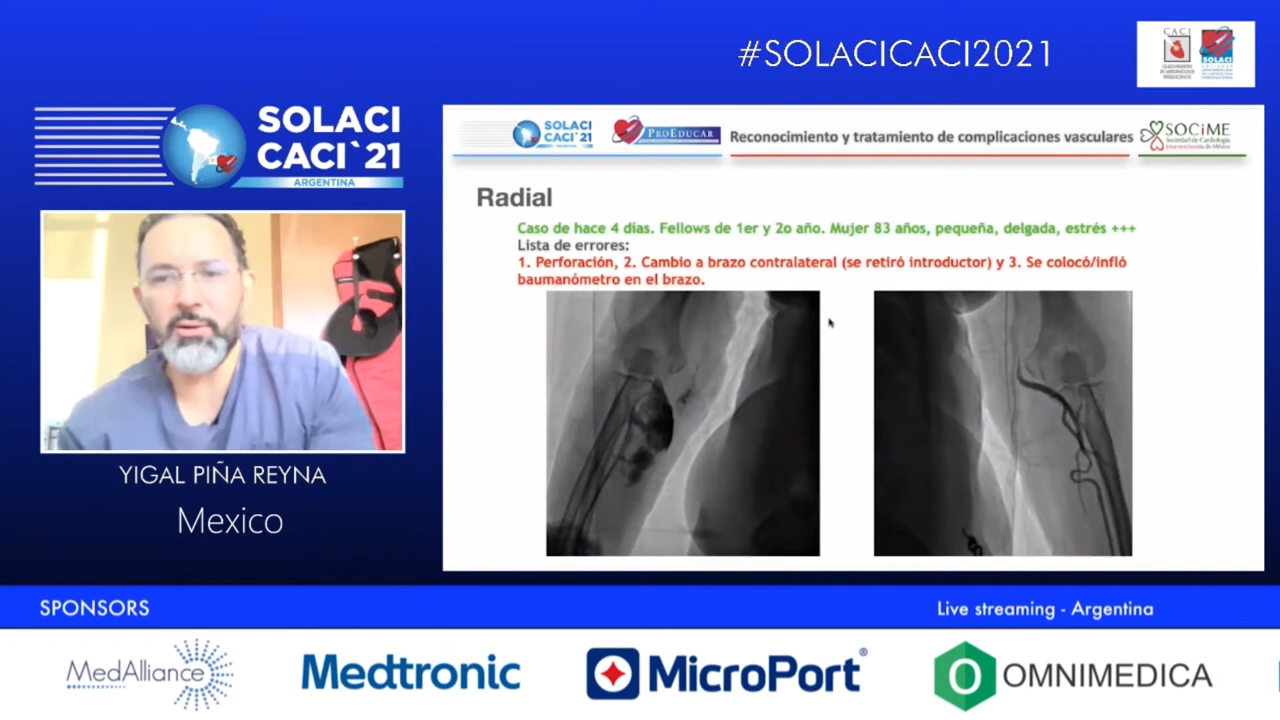 #SOLACICACI2021
CACI
SOLACI
SOLACI
CACI`21
ARGENTINA
SOLACI
CACI`21
ARGENTINA
PROEDUCAR
Reconocimiento y tratamiento de complicaciones vasculares
SOCiME
Sociedad de Cardiología
Intervencionista de México
Radial
Caso de hace 4 días. Fellows de 1er y 2o año. Mujer 83 años, pequeña, delgada, estrés +++
Lista de errores:
1. Perforación, 2. Cambio a brazo contralateral (se retiró introductor) y 3. Se colocó/infló
baumanómetro en el brazo.
YIGAL PIÑA REYNA
Mexico
SPONSORS
Live streaming - Argentina
MedAlliance
Medtronic
MicroPort®
OMNIMEDICA